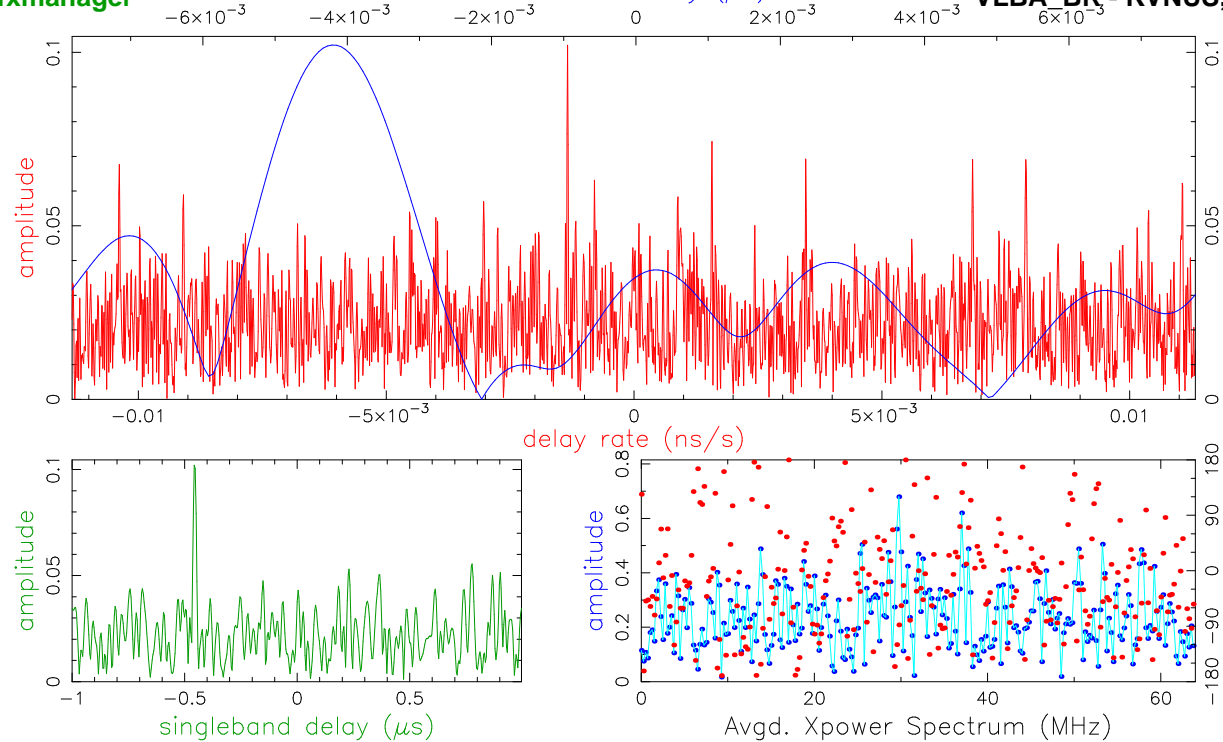 rxmanager
−6×10⁻³ −4×10⁻³ −2×10⁻³ 0 2×10⁻³ 4×10⁻³ 6×10⁻³
0.1 0.1
amplitude
0.05 0.05
0 0
−0.01 −5×10⁻³ 0 5×10⁻³ 0.01
delay rate (ns/s)
0.1
amplitude
0.05
0
−1 −0.5 0 0.5
singleband delay (μs)
0.8 180
0.6 90
amplitude
0.4 0
0.2 −90
0 −180
0 20 40 60
Avgd. Xpower Spectrum (MHz)